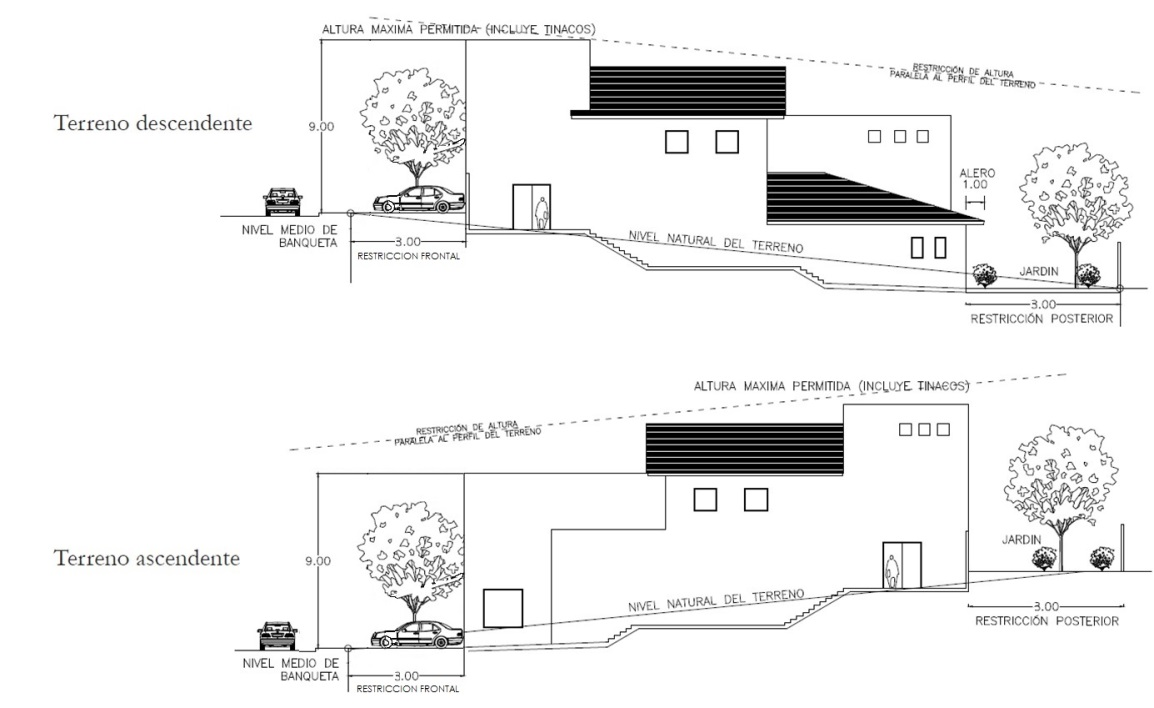 ALTURA MAXIMA PERMITIDA (INCLUYE TINACOS)
RESTRICCIÓN DE ALTURA
PARALELA AL PERFIL DEL TERRENO
Terreno descendente
9.00
ALERO
1.00
NIVEL MEDIO DE
BANQUETA
3.00
RESTRICCION FRONTAL
NIVEL NATURAL DEL TERRENO
JARDIN
3.00
RESTRICCIÓN POSTERIOR
ALTURA MAXIMA PERMITIDA (INCLUYE TINACOS)
RESTRICCIÓN DE ALTURA
PARALELA AL PERFIL DEL TERRENO
Terreno ascendente
9.00
JARDIN
NIVEL NATURAL DEL TERRENO
3.00
RESTRICCIÓN POSTERIOR
NIVEL MEDIO DE
BANQUETA
3.00
RESTRICCION FRONTAL